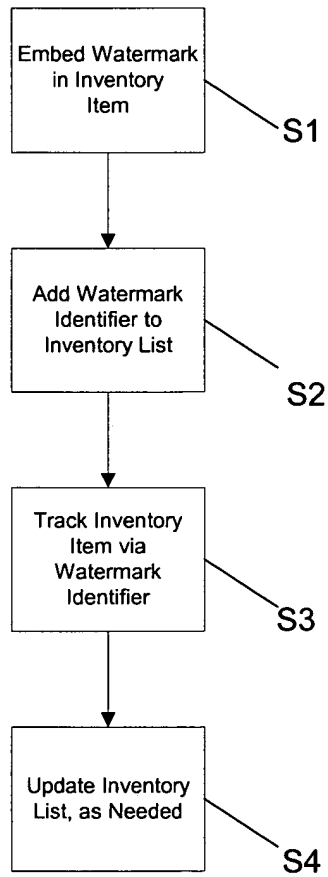 Embed Watermark
in Inventory
Item
S1
Add Watermark
Identifier to
Inventory List
S2
Track Inventory
Item via
Watermark
Identifier
S3
Update Inventory
List, as Needed
S4